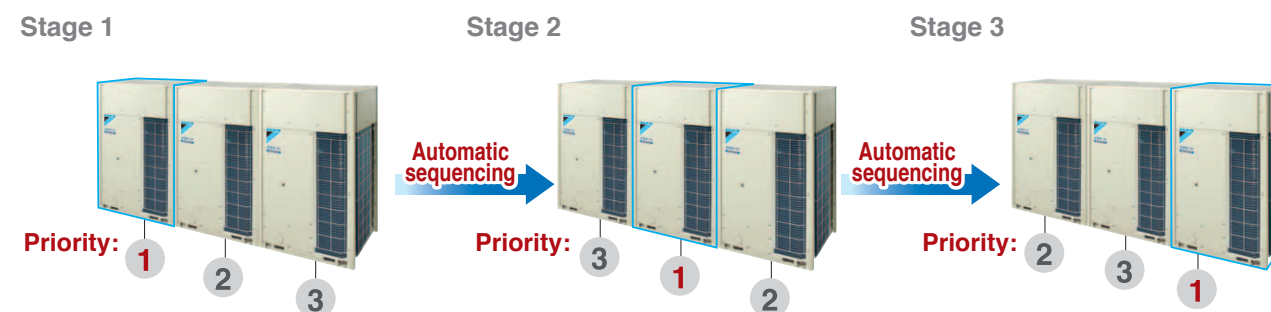 Stage 1
Stage 2
Stage 3
Automatic
sequencing
Automatic
sequencing
Priority: 1 2 3
Priority: 3 1 2
Priority: 2 3 1